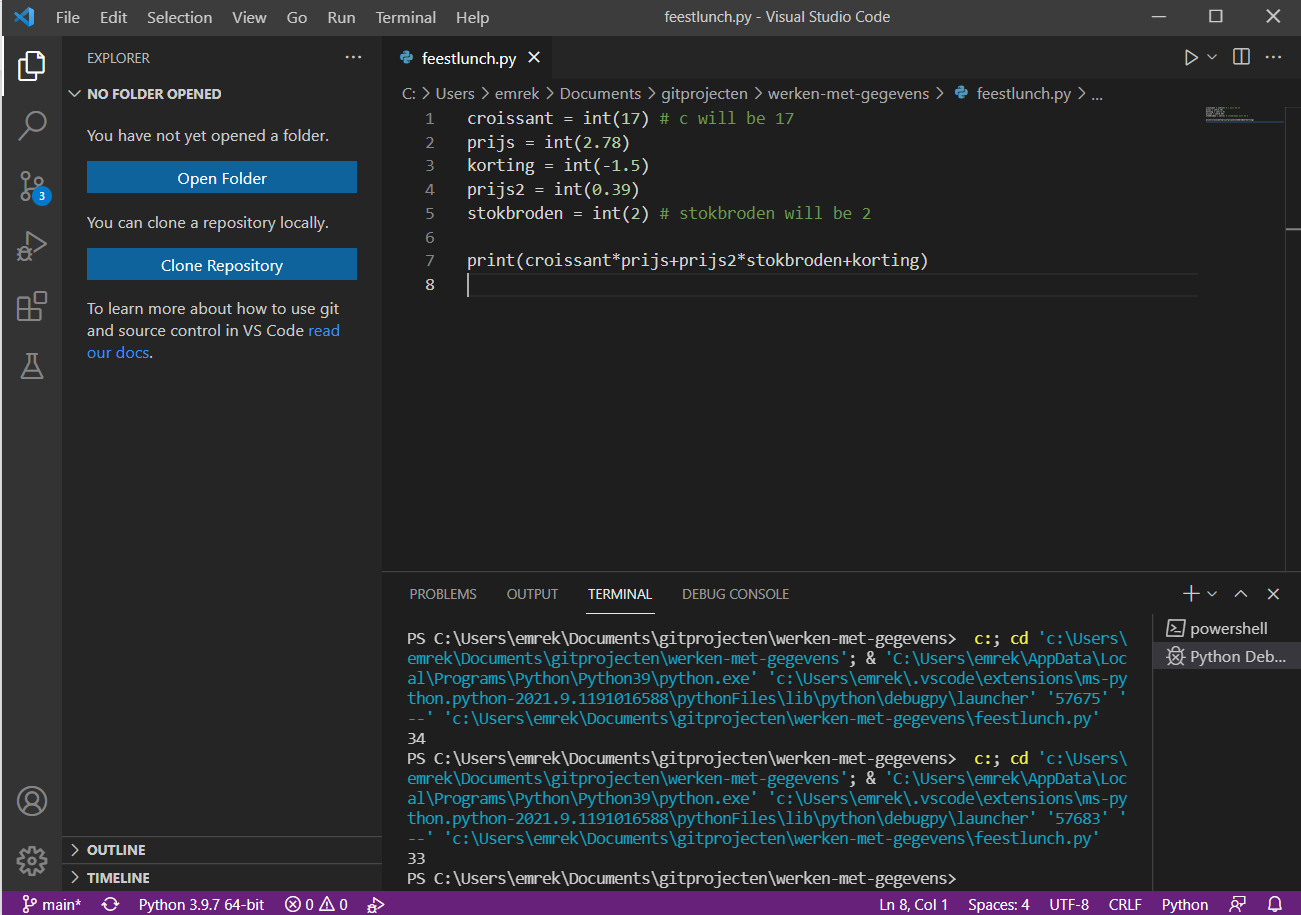 File Edit Selection View Go Run Terminal Help feestlunch.py - Visual Studio Code
EXPLORER
NO FOLDER OPENED
You have not yet opened a folder.
Open Folder
You can clone a repository locally.
Clone Repository
To learn more about how to use git
and source control in VS Code read
our docs.
3
OUTLINE
TIMELINE
feestlunch.py
C: > Users > emrek > Documents > gitprojecten > werken-met-gegevens > feestlunch.py > ...
1 croissant = int(17) # c will be 17
2 prijs = int(2.78)
3 korting = int(-1.5)
4 prijs2 = int(0.39)
5 stokbroden = int(2) # stokbroden will be 2
6
7 print(croissant*prijs+prijs2*stokbroden+korting)
8
PROBLEMS OUTPUT TERMINAL DEBUG CONSOLE
PS C:\Users\emrek\Documents\gitprojecten\werken-met-gegevens> c:; cd 'c:\Users\
emrek\Documents\gitprojecten\werken-met-gegevens'; & 'C:\Users\emrek\AppData\Loc
al\Programs\Python\Python39\python.exe' 'c:\Users\emrek\.vscode\extensions\ms-py
thon.python-2021.9.1191016588\pythonFiles\lib\python\debugpy\launcher' '57675' '
--' 'c:\Users\emrek\Documents\gitprojecten\werken-met-gegevens\feestlunch.py'
34
PS C:\Users\emrek\Documents\gitprojecten\werken-met-gegevens> c:; cd 'c:\Users\
emrek\Documents\gitprojecten\werken-met-gegevens'; & 'C:\Users\emrek\AppData\Loc
al\Programs\Python\Python39\python.exe' 'c:\Users\emrek\.vscode\extensions\ms-py
thon.python-2021.9.1191016588\pythonFiles\lib\python\debugpy\launcher' '57683' '
--' 'c:\Users\emrek\Documents\gitprojecten\werken-met-gegevens\feestlunch.py'
33
PS C:\Users\emrek\Documents\gitprojecten\werken-met-gegevens>
powershell
Python Deb...
main* Python 3.9.7 64-bit 0 0 Ln 8, Col 1 Spaces: 4 UTF-8 CRLF Python